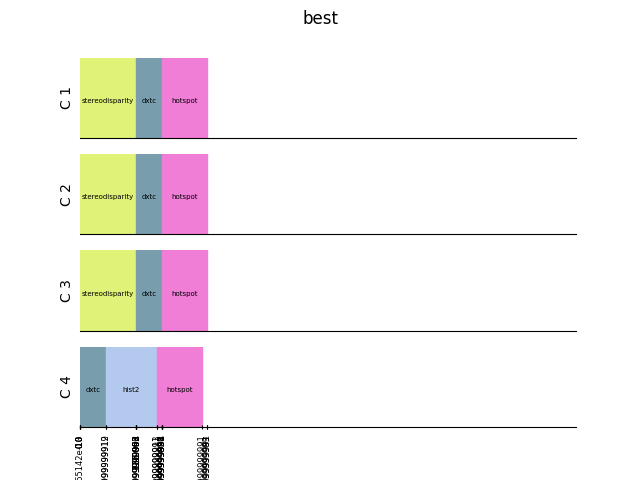 best
C 1
stereodisparity dxtc hotspot
C 2
stereodisparity dxtc hotspot
C 3
stereodisparity dxtc hotspot
C 4
dxtc hist2 hotspot